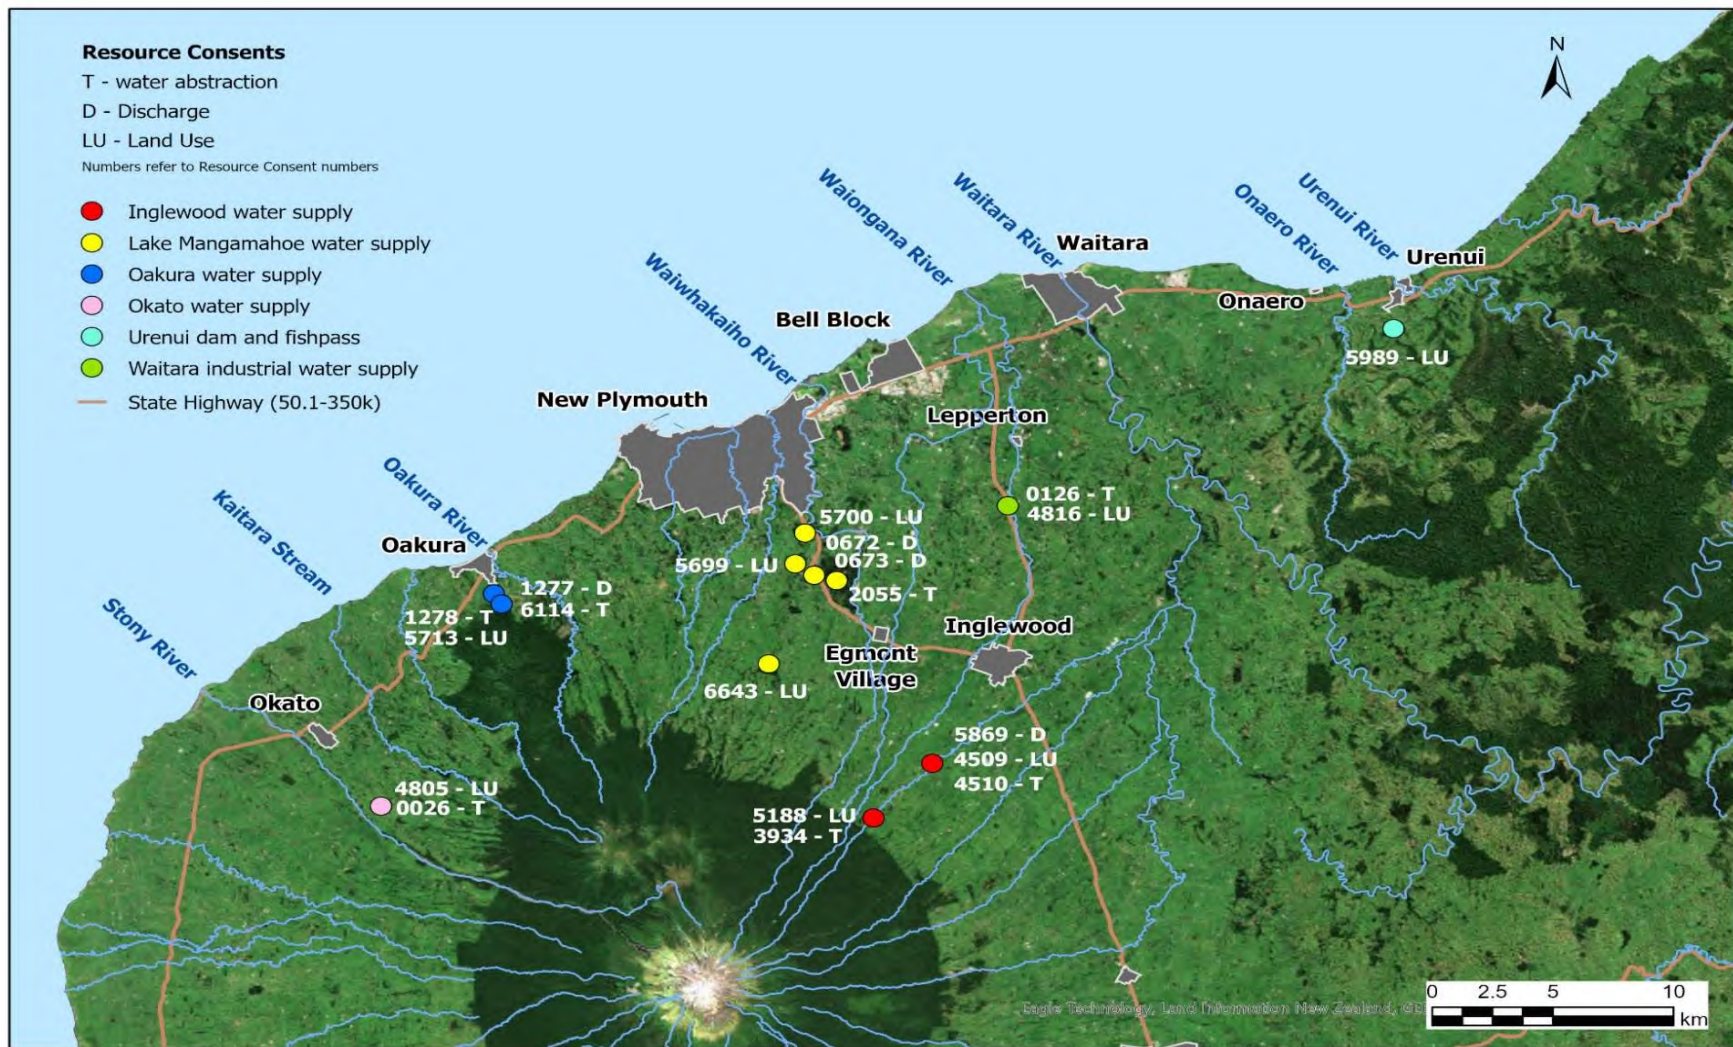 Resource Consents
T - water abstraction
D - Discharge
LU - Land Use
Numbers refer to Resource Consent numbers
Inglewood water supply
Lake Mangamahoe water supply
Oakura water supply
Okato water supply
Urenui dam and fishpass
Waitara industrial water supply
State Highway (50.1-350k)
N
Stony River
Kaitara Stream
Oakura River
Waiwhakaiho River
Waiongana River
Waitara River
Onaero River
Urenui River
Waitara
Urenui
Onaero
Bell Block
New Plymouth
Lepperton
Oakura
Inglewood
Egmont
Village
Okato
5989 - LU
0126 - T
4816 - LU
5700 - LU
0672 - D
0673 - D
5699 - LU
2055 - T
1277 - D
6114 - T
1278 - T
5713 - LU
6643 - LU
5869 - D
4509 - LU
4510 - T
4805 - LU
0026 - T
5188 - LU
3934 - T
Eagle Technology, Land Information New Zealand,
0 2.5 5 10
km